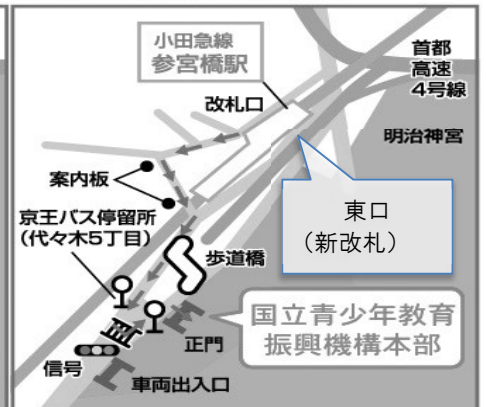 小田急線
参宮橋駅
改札口
首都
高速
4号線
明治神宮
案内板
東口
（新改札）
京王バス停留所
（代々木5丁目）
歩道橋
国立青少年教育
振興機構本部
正門
信号
車両出入口